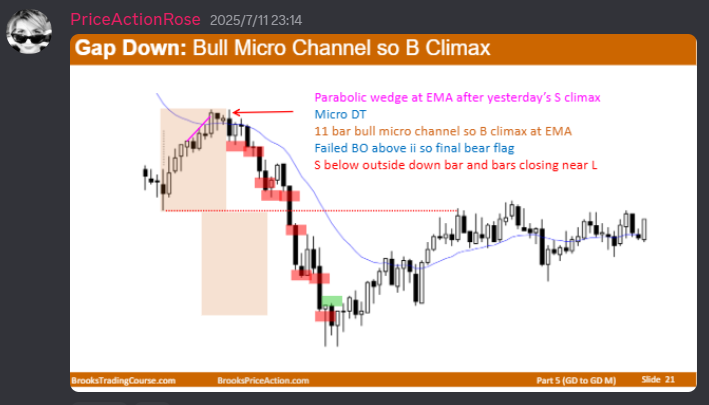 PriceActionRose 2025/7/11 23:14
Gap Down: Bull Micro Channel so B Climax
Parabolic wedge at EMA after yesterday's S climax
Micro DT
11 bar bull micro channel so B climax at EMA
Failed BO above ii so final bear flag
S below outside down bar and bars closing near L
BrooksTradingCourse.com BrooksPriceAction.com Part 5 (GD to GD M) Slide 21